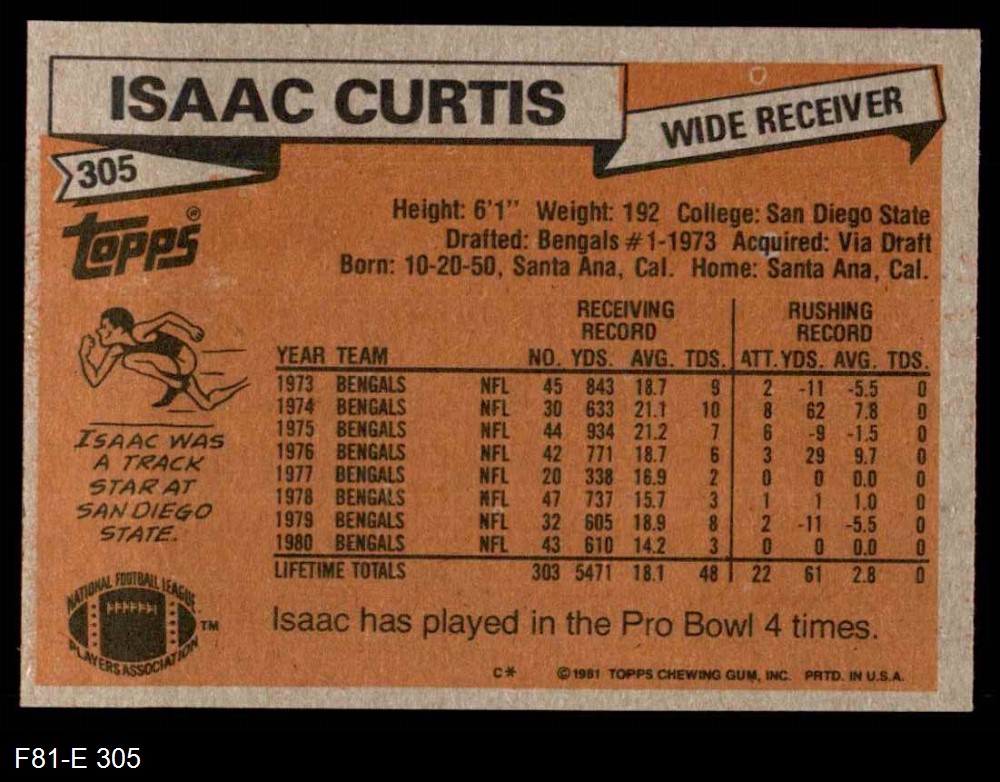 ISAAC CURTIS
WIDE RECEIVER
305
topps®
Height: 6'1" Weight: 192 College: San Diego State
Drafted: Bengals #1-1973 Acquired: Via Draft
Born: 10-20-50, Santa Ana, Cal. Home: Santa Ana, Cal.
RECEIVING RECORD RUSHING RECORD
YEAR TEAM NO. YDS. AVG. TDS. ATT. YDS. AVG. TDS.
1973 BENGALS NFL 45 843 18.7 9 2 -11 -5.5 0
1974 BENGALS NFL 30 633 21.1 10 8 62 7.8 0
1975 BENGALS NFL 44 934 21.2 7 6 -9 -1.5 0
1976 BENGALS NFL 42 771 18.7 6 3 29 9.7 0
1977 BENGALS NFL 20 338 16.9 2 0 0 0.0 0
1978 BENGALS NFL 47 737 15.7 3 1 1 1.0 0
1979 BENGALS NFL 32 605 18.9 8 2 -11 -5.5 0
1980 BENGALS NFL 43 610 14.2 3 0 0 0.0 0
LIFETIME TOTALS 303 5471 18.1 48 22 61 2.8 0
ISAAC WAS
A TRACK
STAR AT
SAN DIEGO
STATE.
NATIONAL FOOTBALL LEAGUE
PLAYERS ASSOCIATION
TM
Isaac has played in the Pro Bowl 4 times.
C* ©1981 TOPPS CHEWING GUM, INC. PRTD. IN U.S.A.
F81-E 305